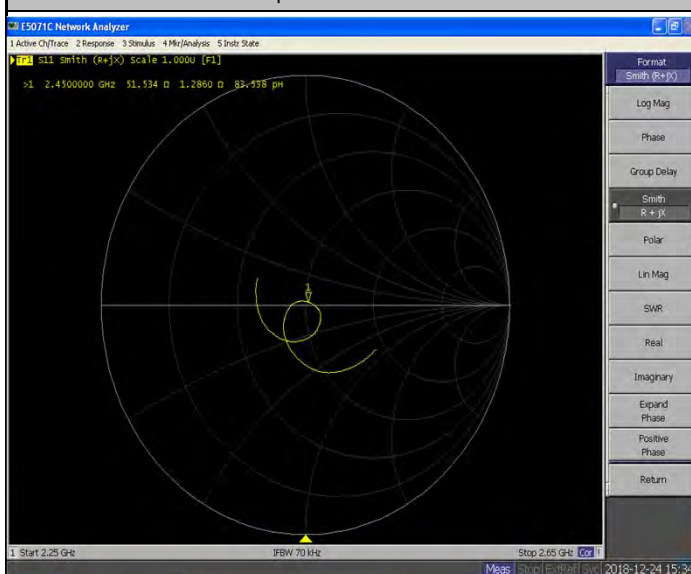 E5071C Network Analyzer
1 Active Ch/Trace 2 Response 3 Stimulus 4 Mkr/Analysis 5 Instr State
Tr1 S11 Smith (R+jX) Scale 1.000U [F1]
>1 2.4500000 GHz 51.534 Ω 1.2860 Ω 83.538 pH
1
Format
Smith (R+jX)
Log Mag
Phase
Group Delay
Smith
R + jX
Polar
Lin Mag
SWR
Real
Imaginary
Expand
Phase
Positive
Phase
Return
1 Start 2.25 GHz IFBW 70 kHz Stop 2.65 GHz Cor !
Meas Stop ExtRef Svc 2018-12-24 15:34